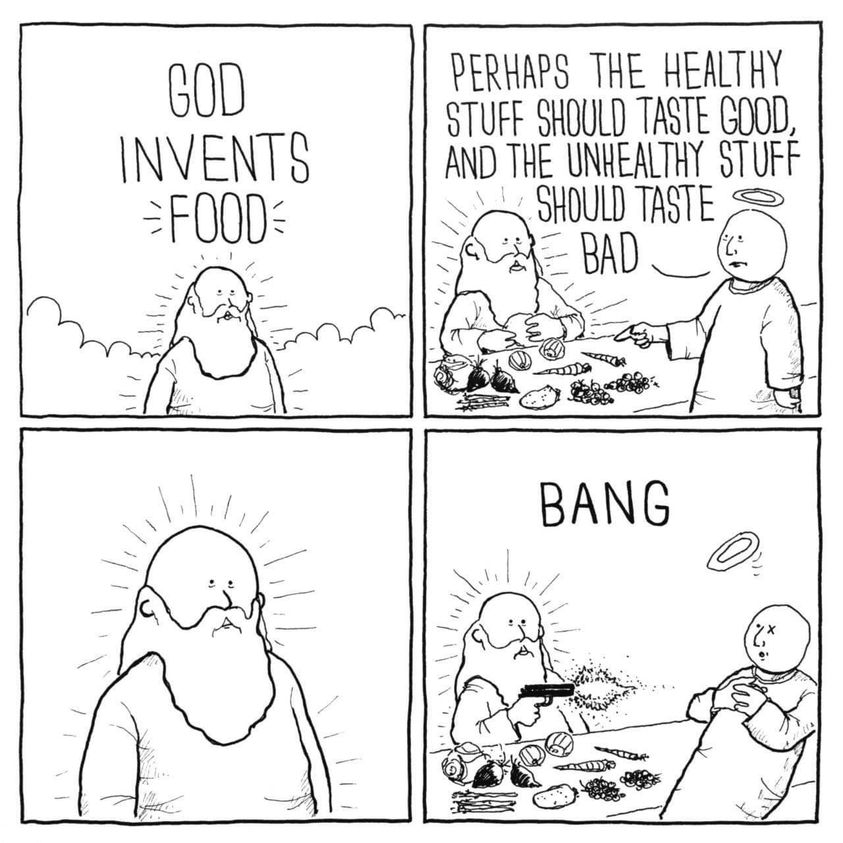 GOD
INVENTS
FOOD
PERHAPS THE HEALTHY
STUFF SHOULD TASTE GOOD,
AND THE UNHEALTHY STUFF
SHOULD TASTE
BAD
BANG